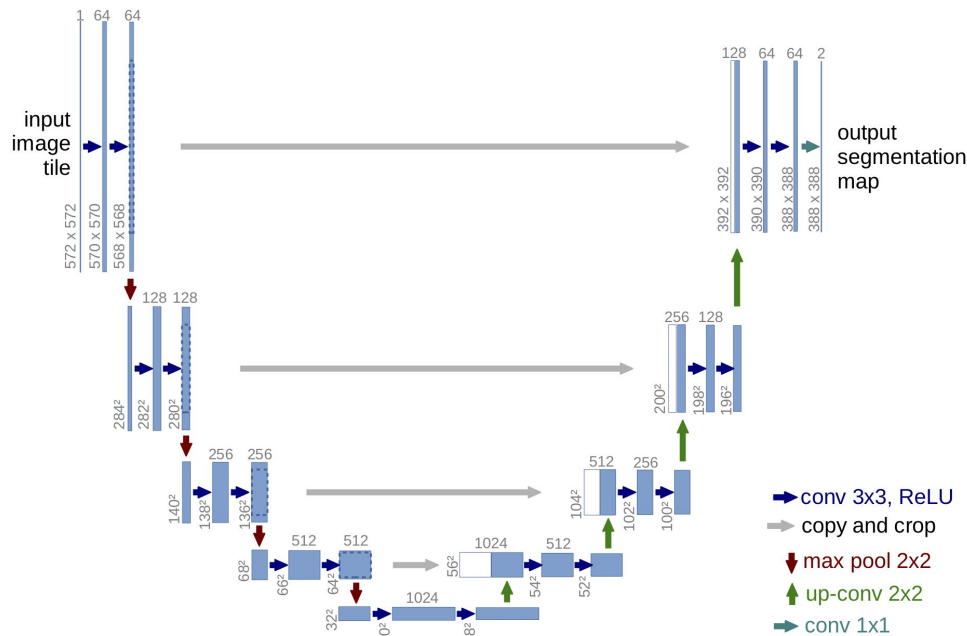 1 64 64
input
image
tile
572 x 572
570 x 570
568 x 568
128 64 64 2
output
segmentation
map
392 x 392
390 x 390
388 x 388
388 x 388
128 128
284²
282²
280²
256 128
200²
198²
196²
256 256
140²
138²
136²
512 256
104²
102²
100²
512 512
68²
66²
64²
1024 512
56²
54²
52²
1024
32²
0²
8²
conv 3x3, ReLU
copy and crop
max pool 2x2
up-conv 2x2
conv 1x1